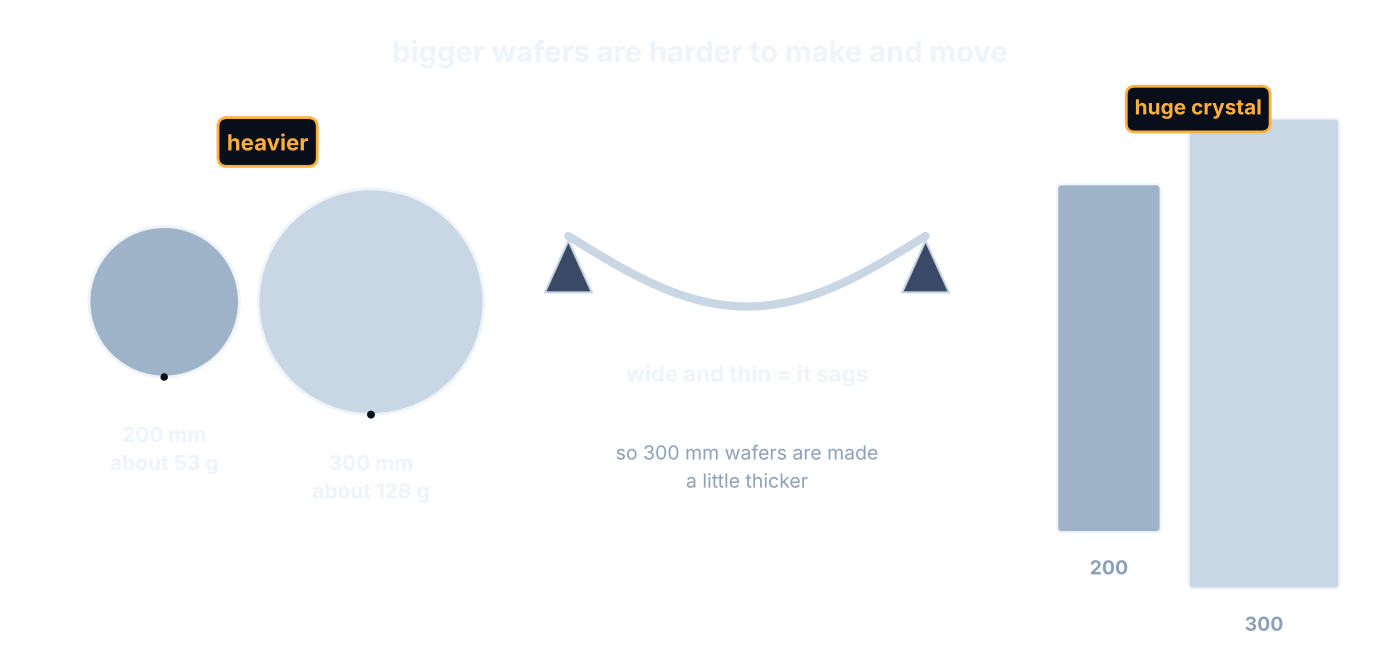 bigger wafers are harder to make and move
heavier
huge crystal
200 mm
about 53 g
300 mm
about 128 g
wide and thin = it sags
so 300 mm wafers are made
a little thicker
200
300